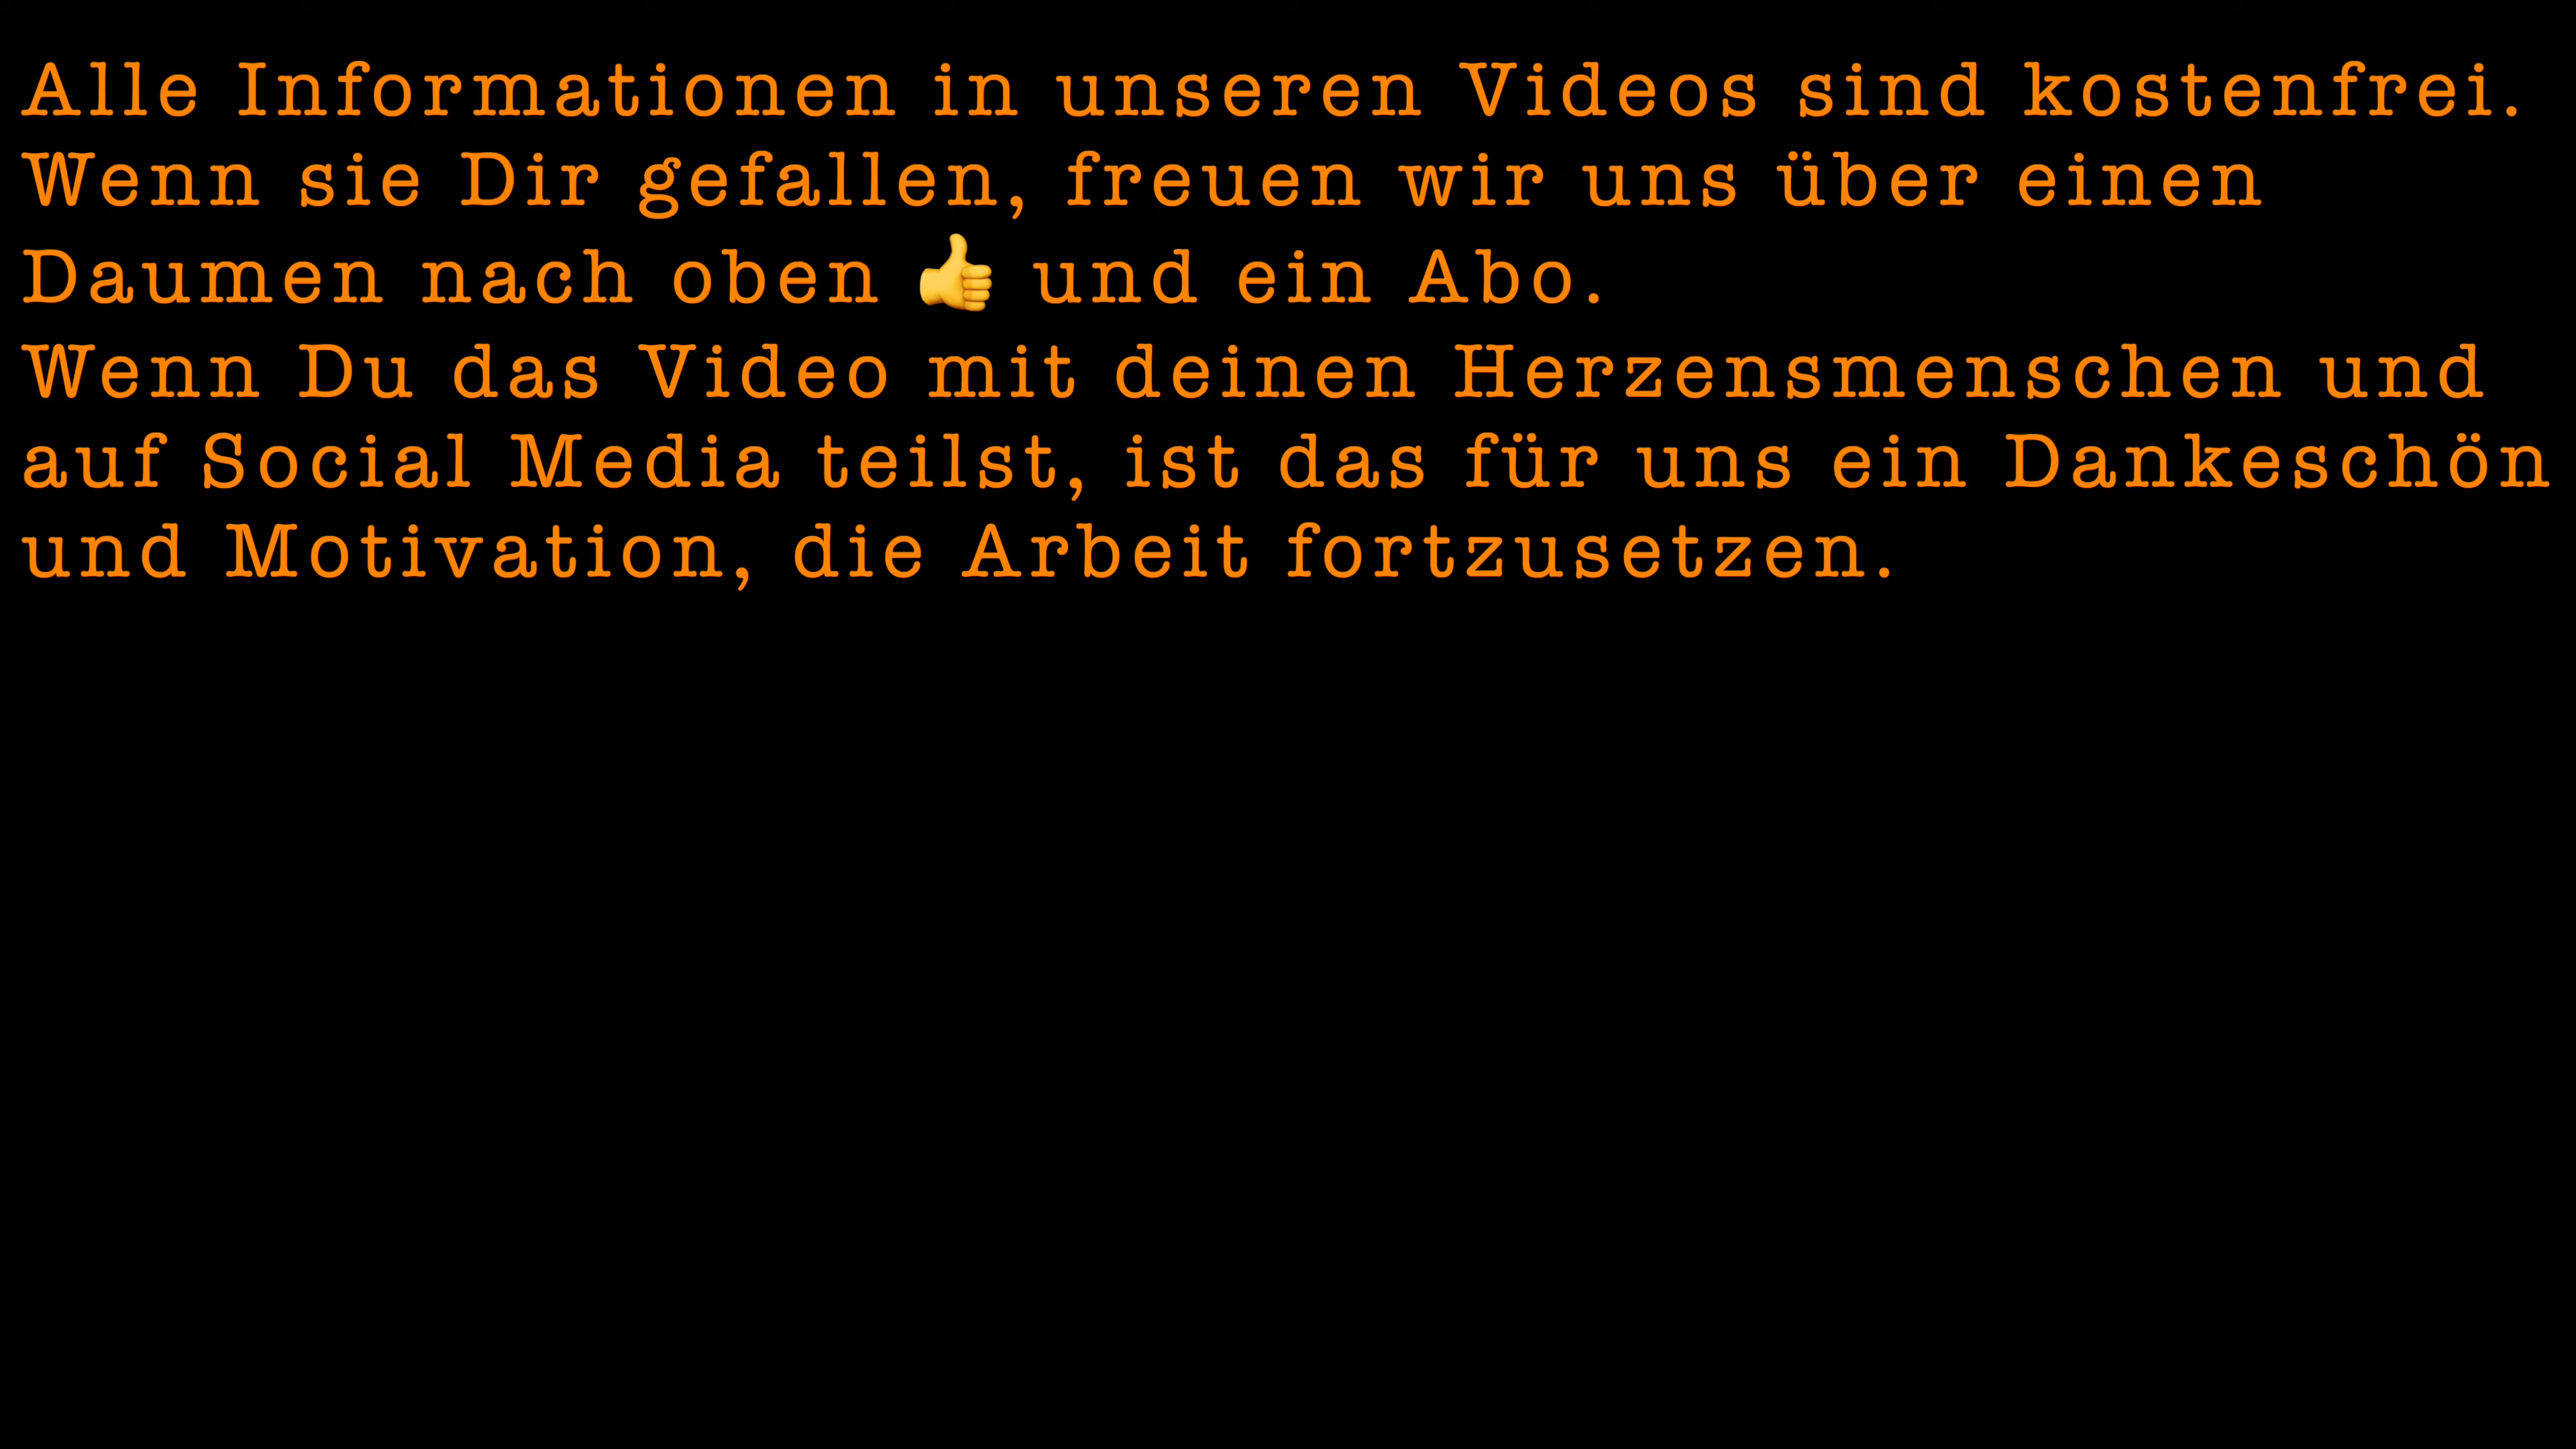 Alle Informationen in unseren Videos sind kostenfrei.
Wenn sie Dir gefallen, freuen wir uns über einen
Daumen nach oben 👍 und ein Abo.
Wenn Du das Video mit deinen Herzensmenschen und
auf Social Media teilst, ist das für uns ein Dankeschön
und Motivation, die Arbeit fortzusetzen.